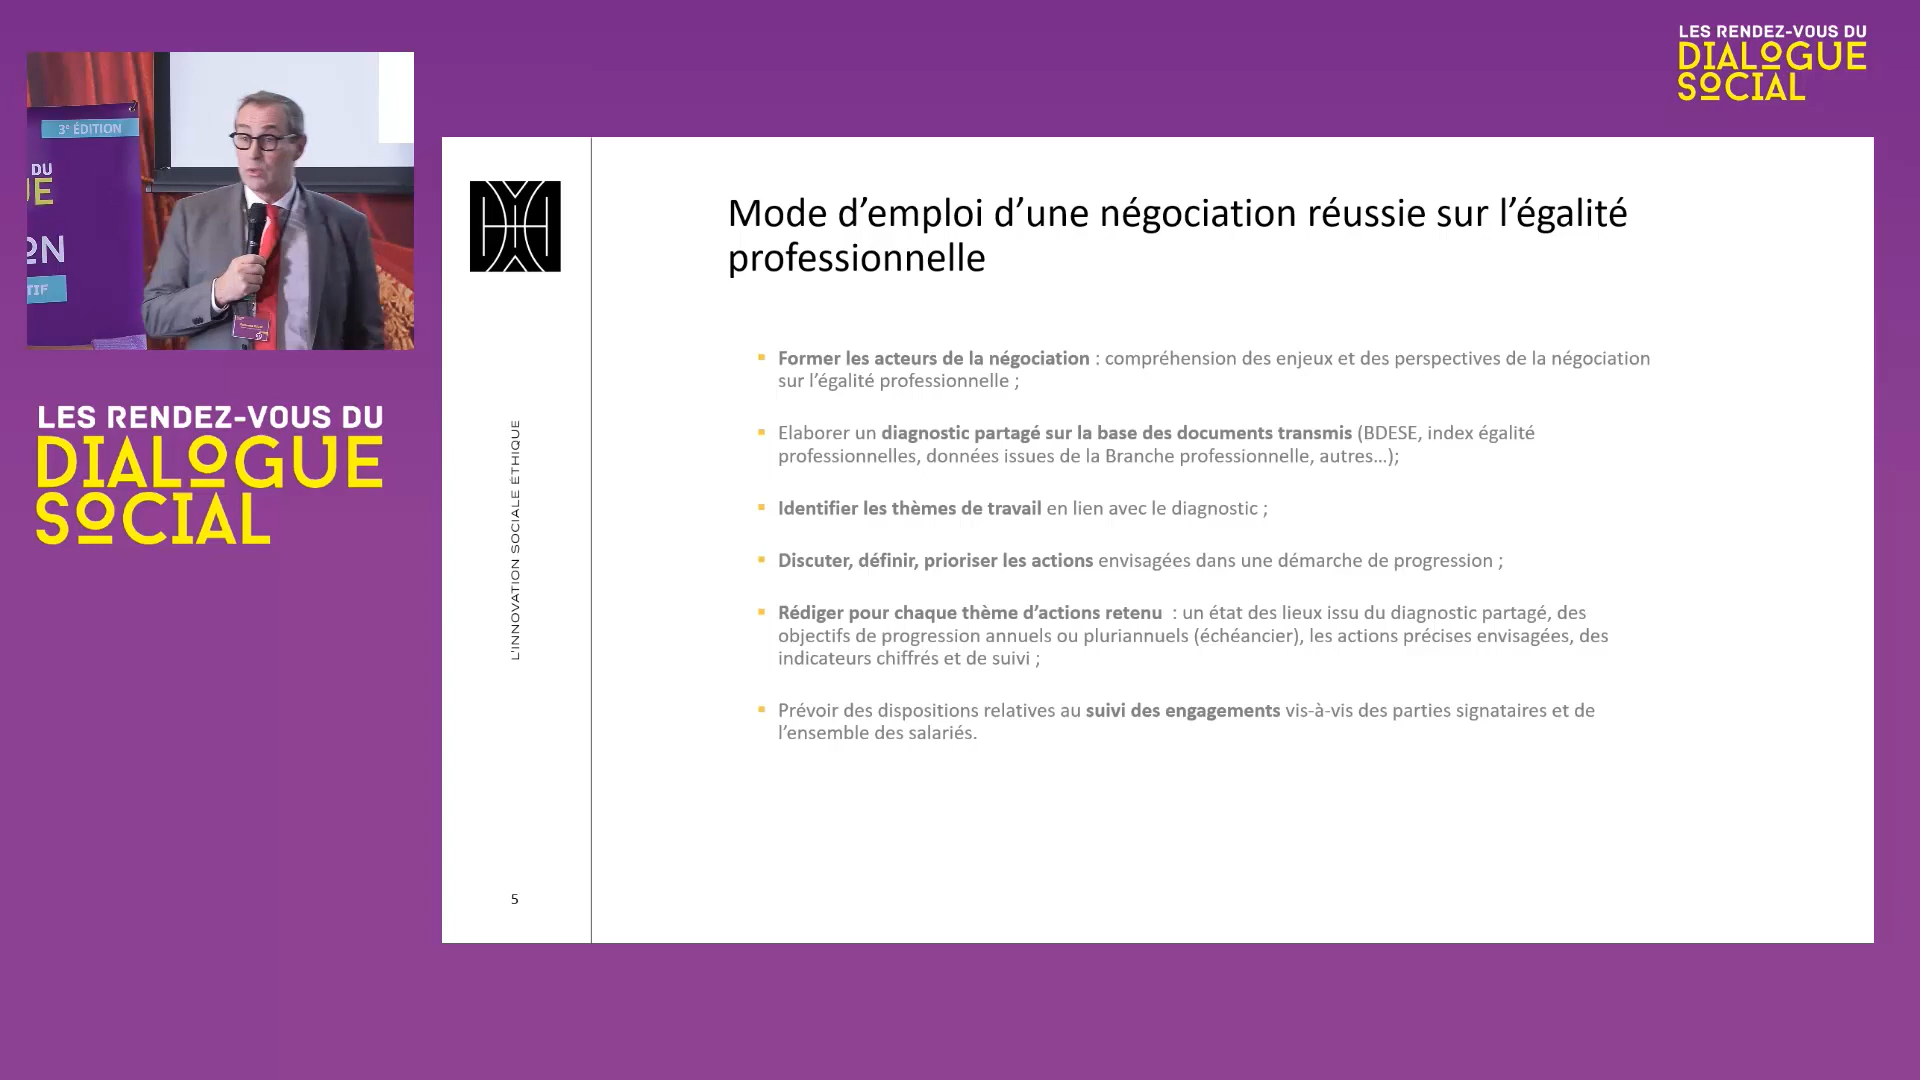 LES RENDEZ-VOUS DU
DIALOGUE
SOCIAL
3e ÉDITION
DU
UE
ON
TIF
LES RENDEZ-VOUS DU
DIALOGUE
SOCIAL
L'INNOVATION SOCIALE ÉTHIQUE
5
Mode d’emploi d’une négociation réussie sur l’égalité
professionnelle
▪ Former les acteurs de la négociation : compréhension des enjeux et des perspectives de la négociation
sur l’égalité professionnelle ;
▪ Elaborer un diagnostic partagé sur la base des documents transmis (BDESE, index égalité
professionnelles, données issues de la Branche professionnelle, autres…);
▪ Identifier les thèmes de travail en lien avec le diagnostic ;
▪ Discuter, définir, prioriser les actions envisagées dans une démarche de progression ;
▪ Rédiger pour chaque thème d’actions retenu : un état des lieux issu du diagnostic partagé, des
objectifs de progression annuels ou pluriannuels (échéancier), les actions précises envisagées, des
indicateurs chiffrés et de suivi ;
▪ Prévoir des dispositions relatives au suivi des engagements vis-à-vis des parties signataires et de
l’ensemble des salariés.